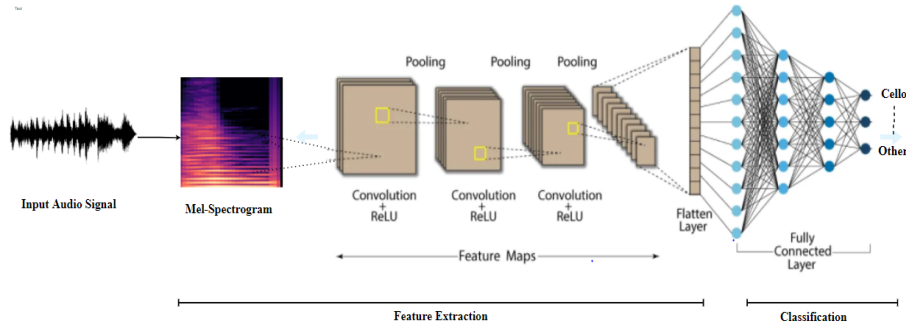 Text
Pooling
Pooling
Pooling
Input Audio Signal
Mel-Spectrogram
Convolution
+
ReLU
Convolution
+
ReLU
Convolution
+
ReLU
Flatten
Layer
Cello
Other
Fully
Connected
Layer
Feature Maps
Feature Extraction
Classification